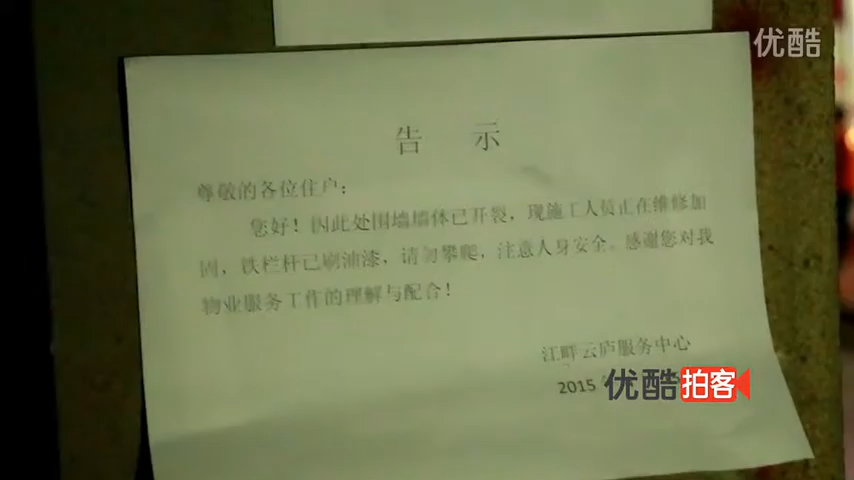 优酷
告 示
尊敬的各位住户：
您好！因此处围墙墙体已开裂，现施工人员正在维修加
固，铁栏杆已刷油漆，请勿攀爬，注意人身安全。感谢您对我
物业服务工作的理解与配合！
江畔云庐服务中心
2015
优酷拍客